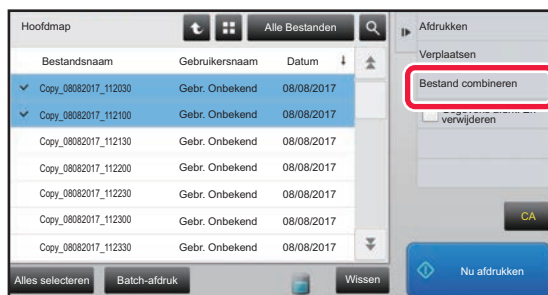 Hoofdmap
Alle Bestanden
Bestandsnaam Gebruikersnaam Datum
Copy_08082017_112030 Gebr. Onbekend 08/08/2017
Copy_08082017_112100 Gebr. Onbekend 08/08/2017
Copy_08082017_112130 Gebr. Onbekend 08/08/2017
Copy_08082017_112200 Gebr. Onbekend 08/08/2017
Copy_08082017_112230 Gebr. Onbekend 08/08/2017
Copy_08082017_112300 Gebr. Onbekend 08/08/2017
Copy_08082017_112330 Gebr. Onbekend 08/08/2017
Alles selecteren Batch-afdruk Wissen
Afdrukken
Verplaatsen
Bestand combineren
verwijderen
CA
Nu afdrukken